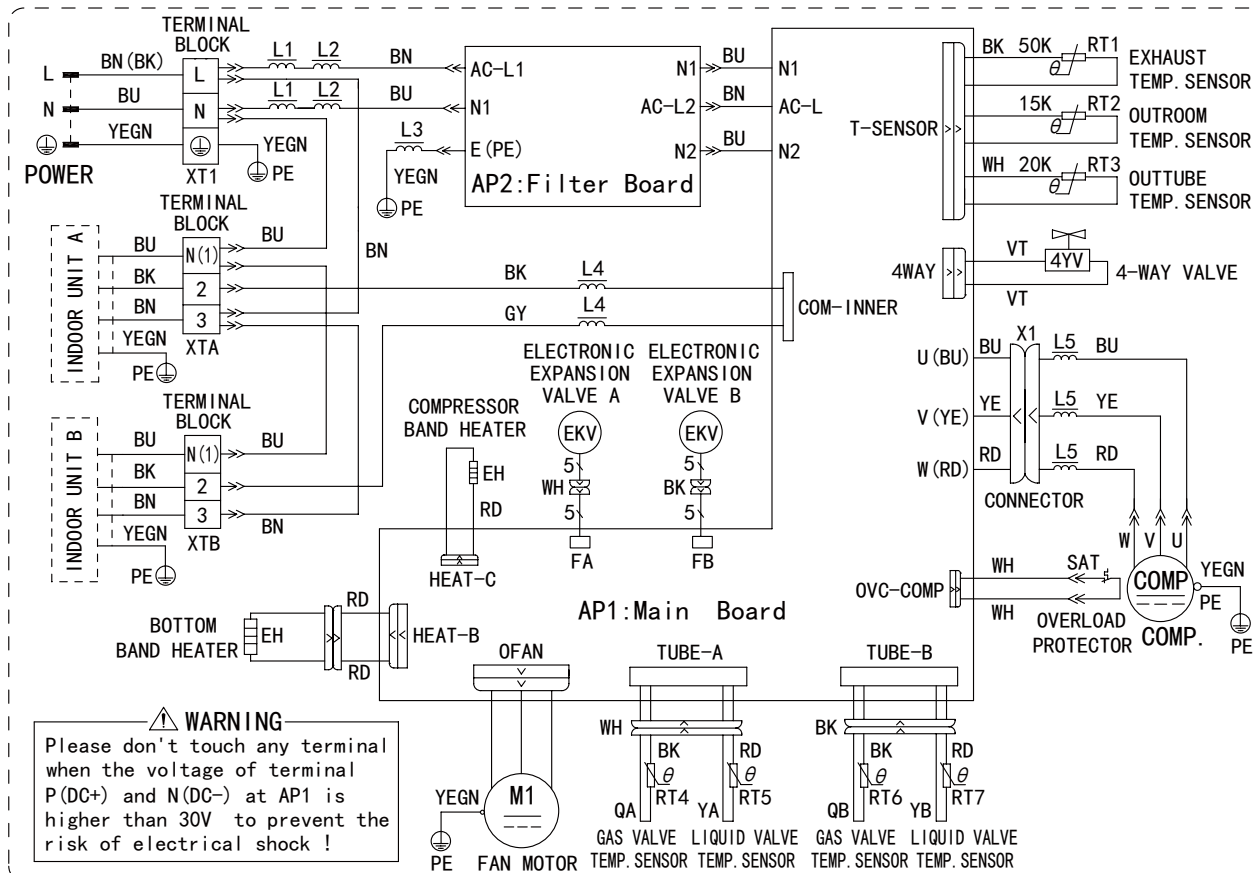 TERMINAL
BLOCK
L
BN(BK)
L
L1
L2
BN
AC-L1
N1
BU
N1
N
BU
N
L1
L2
BU
N1
AC-L2
BN
AC-L
YEGN
YEGN
L3
E(PE)
N2
BU
N2
POWER
XT1
PE
YEGN
PE
AP2:Filter Board
T-SENSOR
BK
50K
RT1
θ
EXHAUST
TEMP.SENSOR
15K
RT2
θ
OUTROOM
TEMP.SENSOR
WH
20K
RT3
θ
OUTTUBE
TEMP.SENSOR
4WAY
VT
4YV
VT
4-WAY VALVE
TERMINAL
BLOCK
INDOOR UNIT A
BU
N(1)
BU
BN
BK
2
BK
L4
BN
3
GY
L4
YEGN
XTA
PE
COM-INNER
TERMINAL
BLOCK
INDOOR UNIT B
BU
N(1)
BU
BK
2
BN
3
BN
YEGN
XTB
PE
COMPRESSOR
BAND HEATER
EH
RD
HEAT-C
ELECTRONIC
EXPANSION
VALVE A
EKV
5
WH
5
FA
ELECTRONIC
EXPANSION
VALVE B
EKV
5
BK
5
FB
X1
U(BU)
BU
L5
BU
V(YE)
YE
L5
YE
W(RD)
RD
L5
RD
CONNECTOR
W
V
U
OVC-COMP
WH
SAT
WH
OVERLOAD
PROTECTOR
COMP
COMP.
YEGN
PE
PE
AP1:Main Board
BOTTOM
BAND HEATER
EH
RD
RD
HEAT-B
OFAN
M1
YEGN
PE
FAN MOTOR
TUBE-A
WH
BK
RD
θ
RT4
θ
RT5
QA
YA
GAS VALVE
TEMP.SENSOR
LIQUID VALVE
TEMP.SENSOR
TUBE-B
BK
BK
RD
θ
RT6
θ
RT7
QB
YB
GAS VALVE
TEMP.SENSOR
LIQUID VALVE
TEMP.SENSOR
WARNING
Please don't touch any terminal
when the voltage of terminal
P(DC+) and N(DC-) at AP1 is
higher than 30V to prevent the
risk of electrical shock !